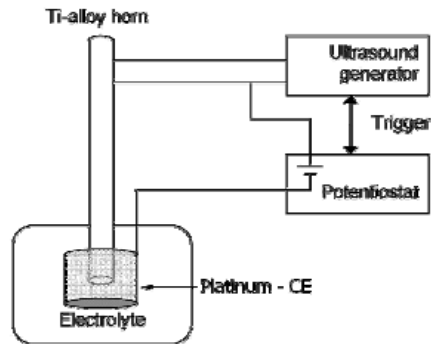 Ti-alloy horn
Ultrasound
generator
Trigger
Potentiostat
Platinum - CE
Electrolyte